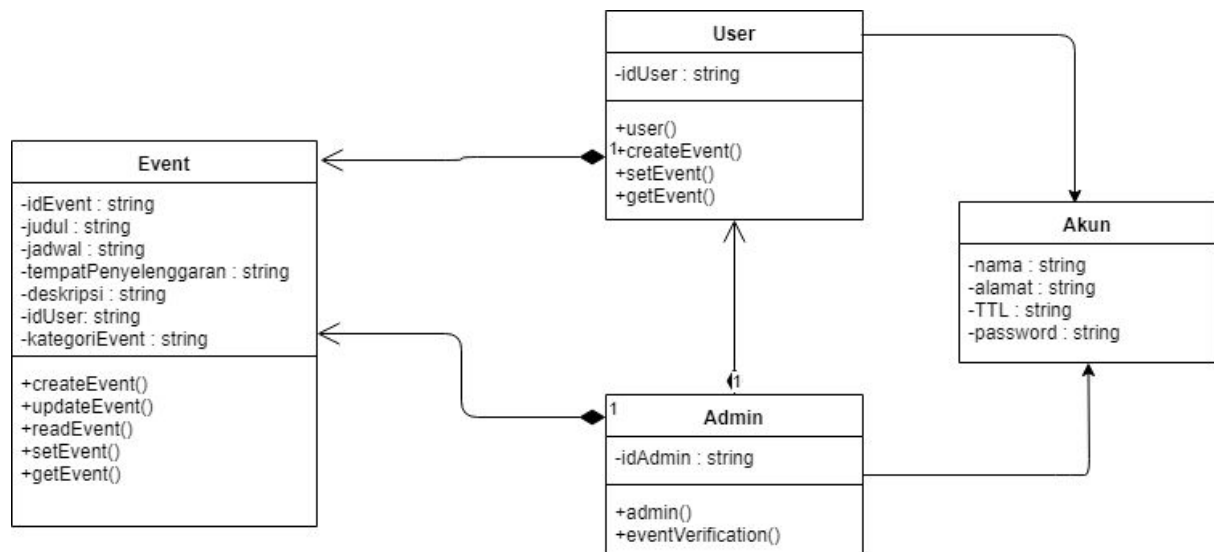 User
-idUser : string
+user()
1
+createEvent()
+setEvent()
+getEvent()
Event
-idEvent : string
-judul : string
-jadwal : string
-tempatPenyelenggaran : string
-deskripsi : string
-idUser: string
-kategoriEvent : string
+createEvent()
+updateEvent()
+readEvent()
+setEvent()
+getEvent()
Akun
-nama : string
-alamat : string
-TTL : string
-password : string
1
1
Admin
-idAdmin : string
+admin()
+eventVerification()